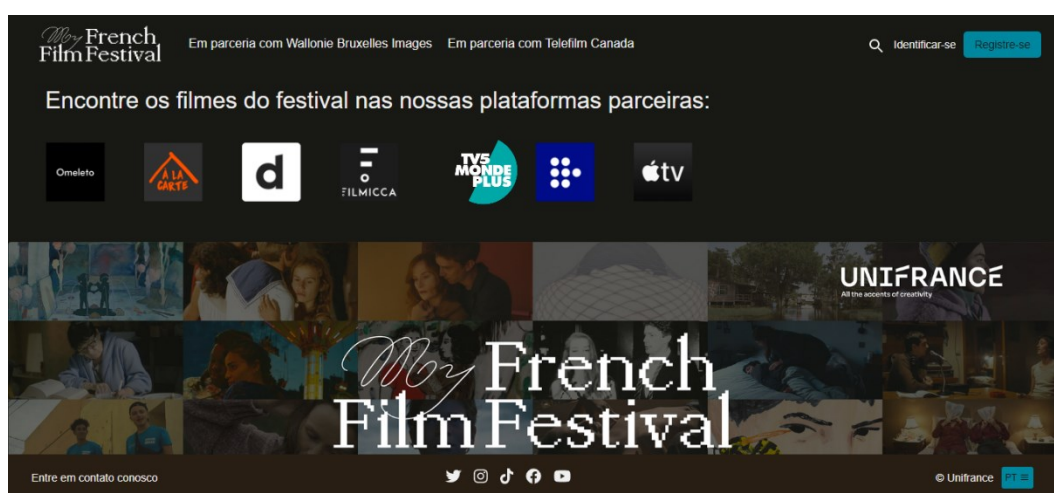 My French
Film Festival
Em parceria com Wallonie Bruxelles Images
Em parceria com Telefilm Canada
Identificar-se
Registre-se
Encontre os filmes do festival nas nossas plataformas parceiras:
Omeleto
À LA
CARTE
d
FILMICCA
TV5
MONDE
PLUS
tv
UNIFRANCE
All the accents of creativity
My French
Film Festival
Entre em contato conosco
© Unifrance
PT